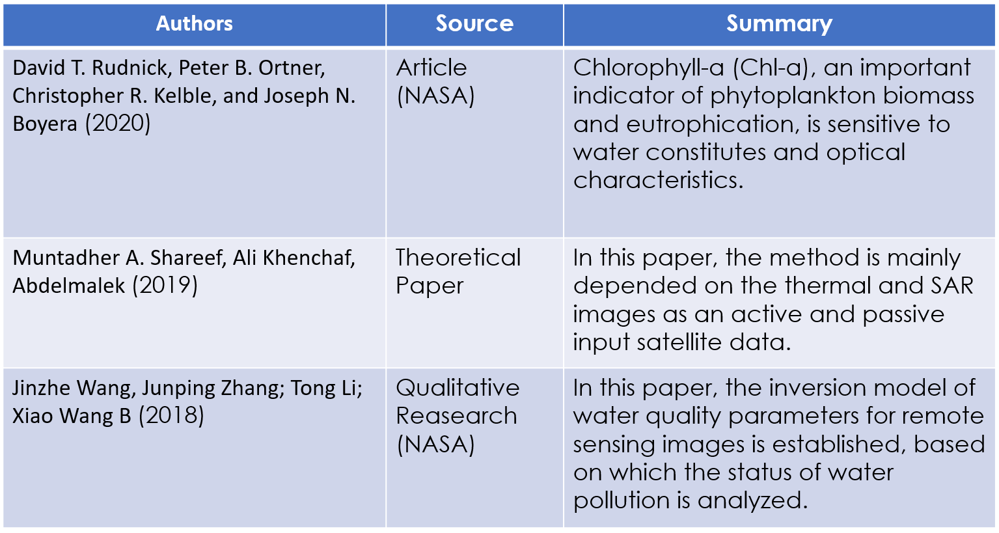 Authors
Source
Summary
David T. Rudnick, Peter B. Ortner,
Christopher R. Kelble, and Joseph N.
Boyera (2020)
Article
(NASA)
Chlorophyll-a (Chl-a), an important
indicator of phytoplankton biomass
and eutrophication, is sensitive to
water constitutes and optical
characteristics.
Muntadher A. Shareef, Ali Khenchaf,
Abdelmalek (2019)
Theoretical
Paper
In this paper, the method is mainly
depended on the thermal and SAR
images as an active and passive
input satellite data.
Jinzhe Wang, Junping Zhang; Tong Li;
Xiao Wang B (2018)
Qualitative
Reasearch
(NASA)
In this paper, the inversion model of
water quality parameters for remote
sensing images is established, based
on which the status of water
pollution is analyzed.